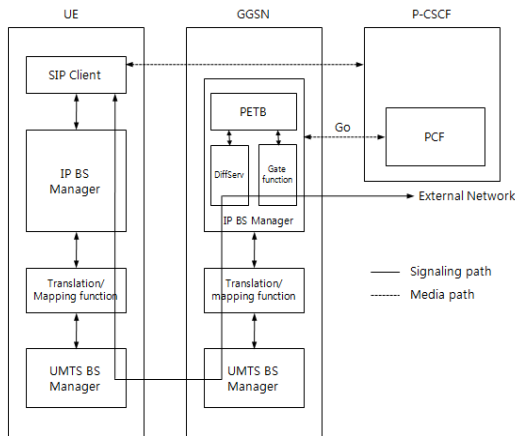 UE
GGSN
P-CSCF
SIP Client
PETB
Go
PCF
IP BS
Manager
DiffServ
Gate
function
IP BS Manager
External Network
Translation/
Mapping function
Translation/
mapping function
Signaling path
Media path
UMTS BS
Manager
UMTS BS
Manager